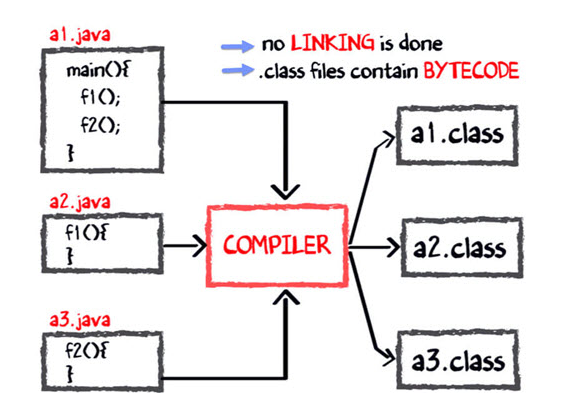 a1.java
main(){
f1();
f2();
}
no LINKING is done
.class files contain BYTECODE
a2.java
f1(){
}
a3.java
f2(){
}
COMPILER
a1.class
a2.class
a3.class